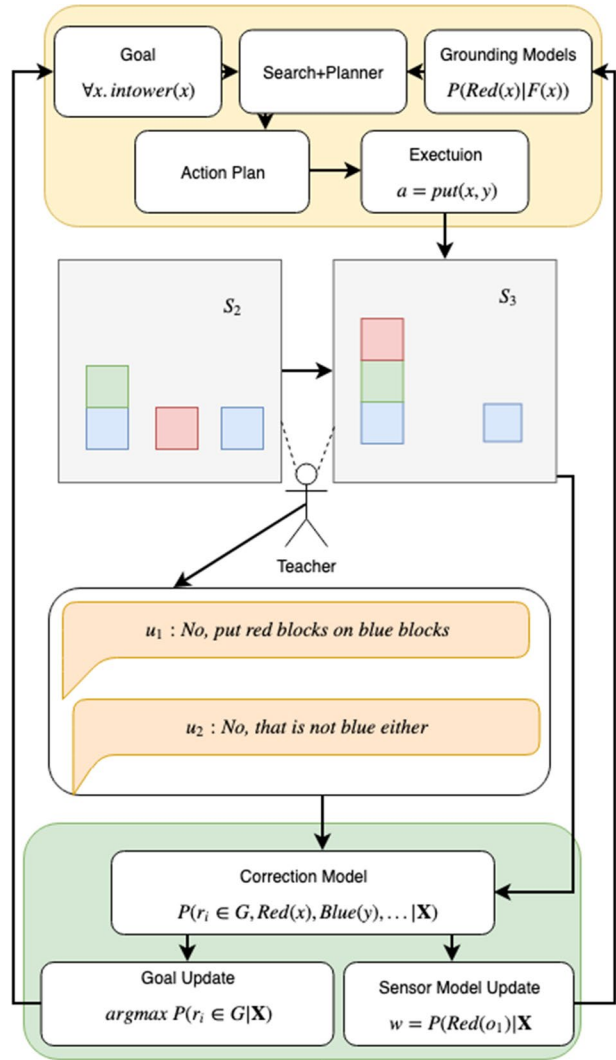 Goal
∀x. intower(x)
Search+Planner
Grounding Models
P(Red(x)|F(x))
Action Plan
Exectuion
a = put(x, y)
S₂
S₃
Teacher
u₁ : No, put red blocks on blue blocks
u₂ : No, that is not blue either
Correction Model
P(rᵢ ∈ G, Red(x), Blue(y), . . . |X)
Goal Update
argmax P(rᵢ ∈ G|X)
Sensor Model Update
w = P(Red(o₁)|X